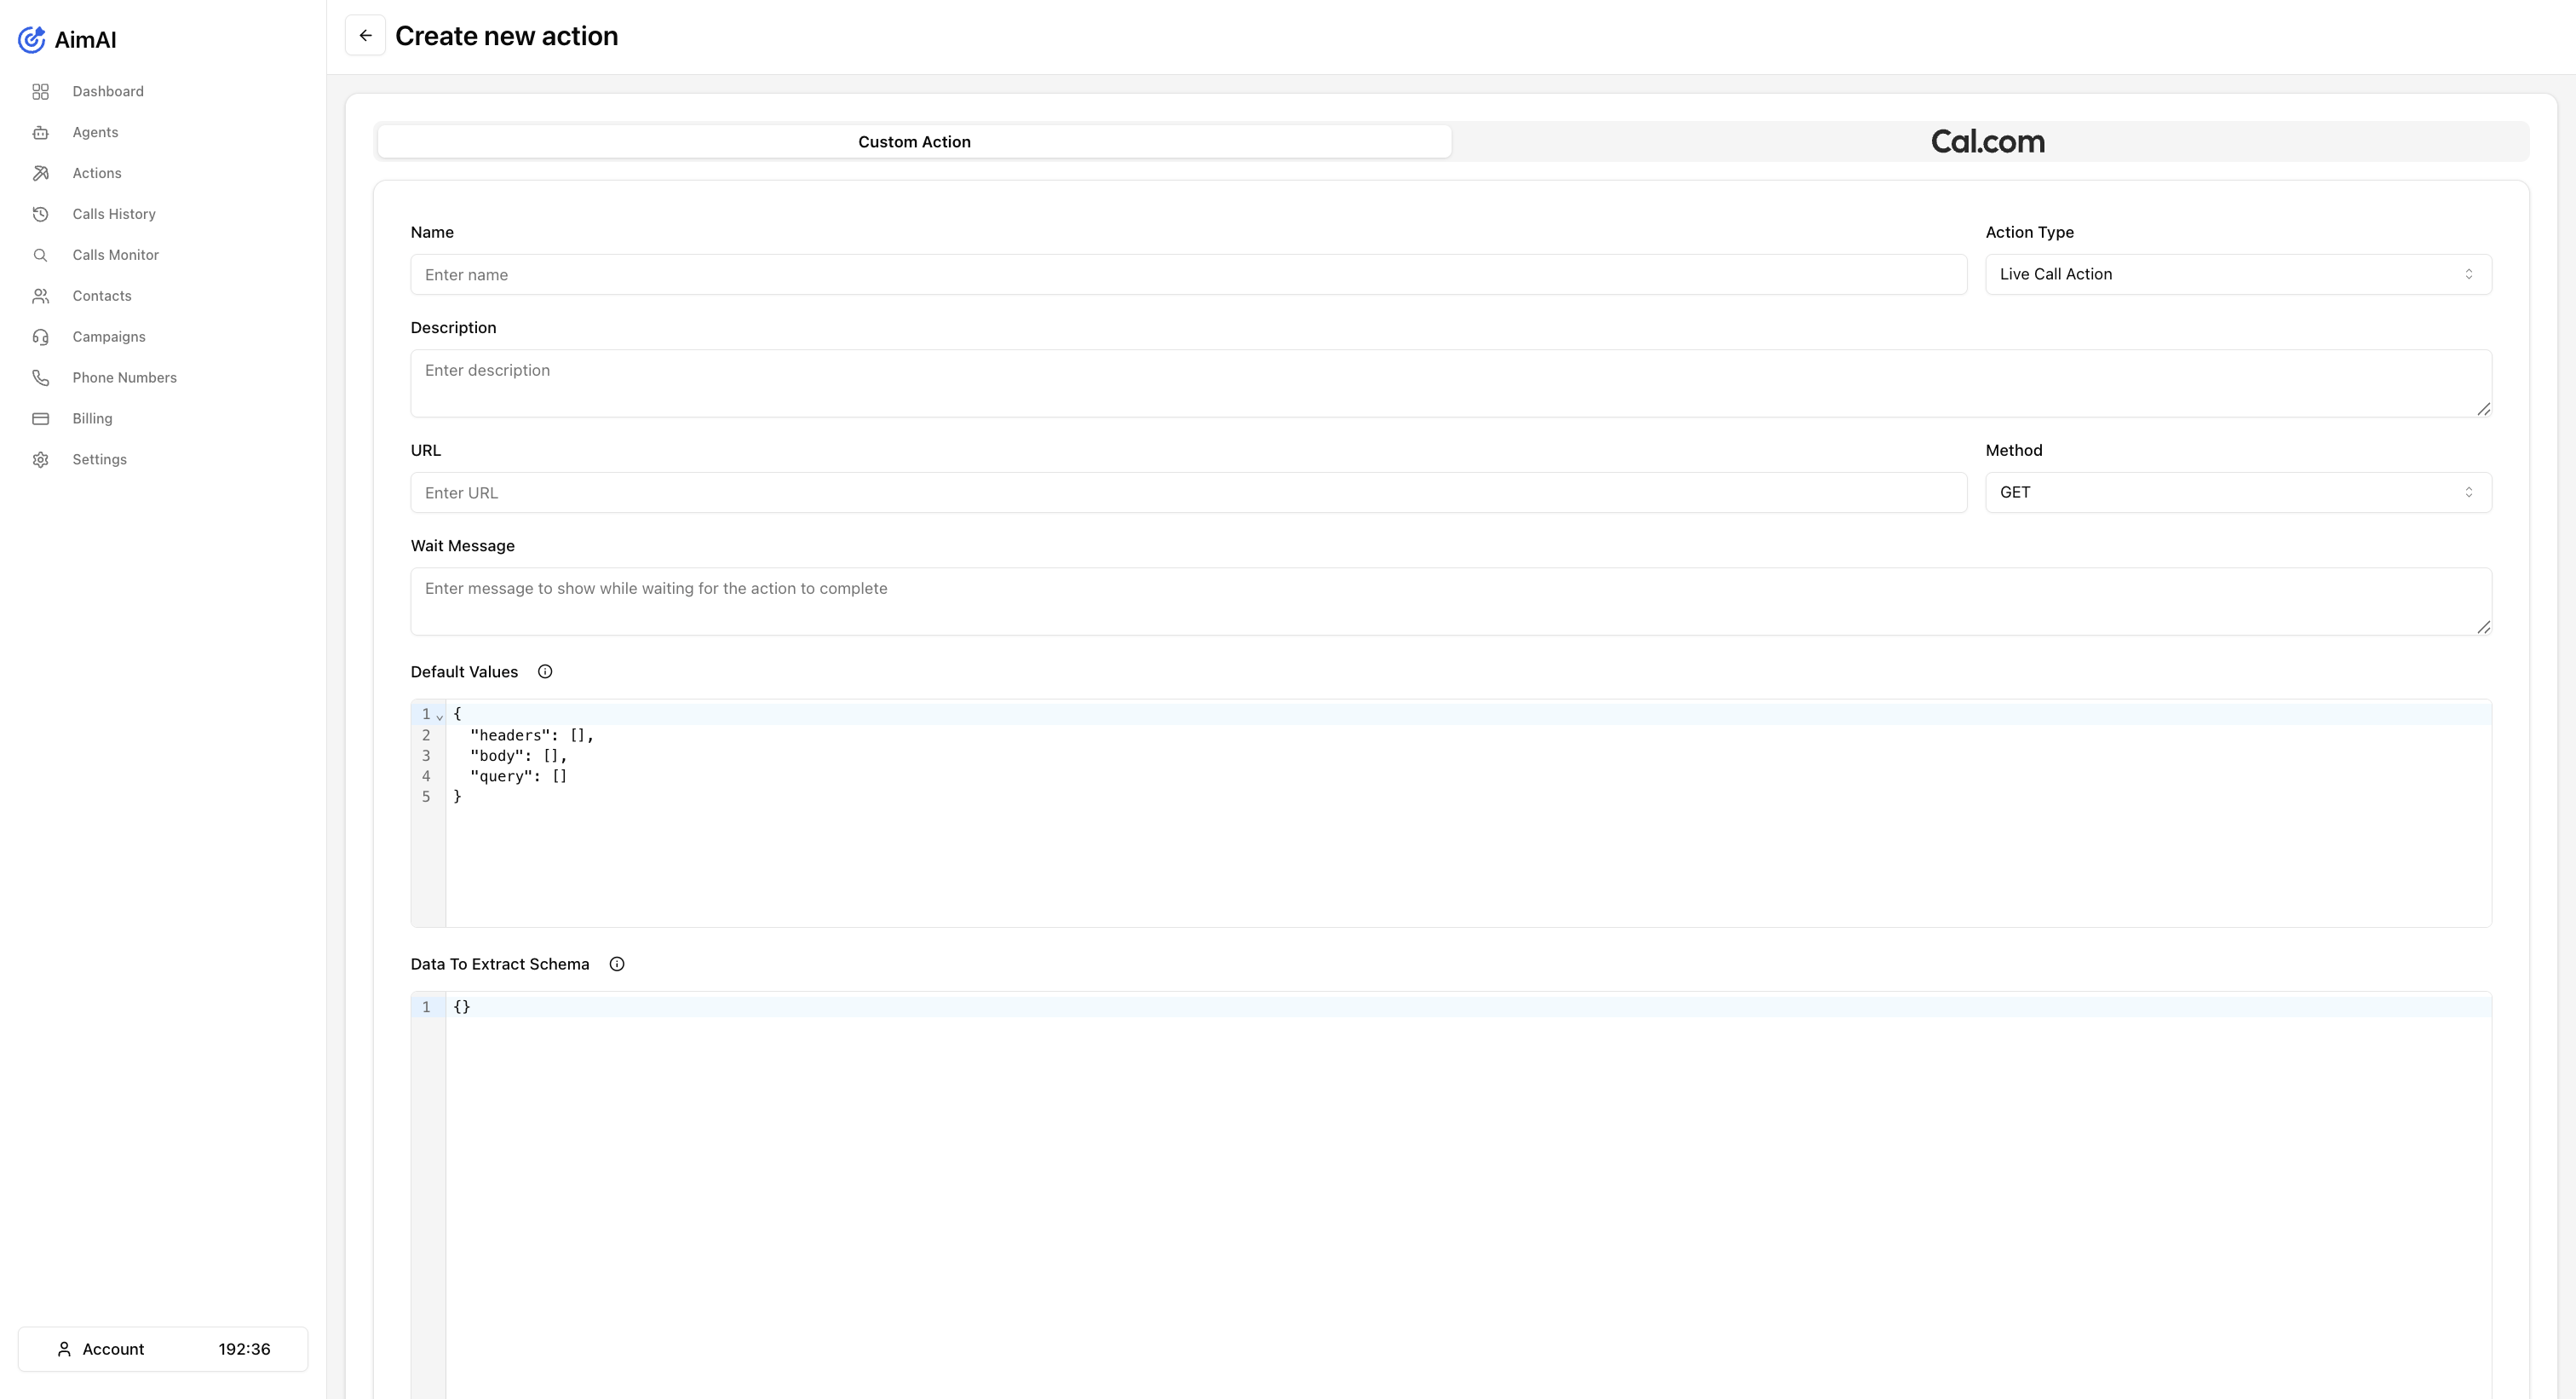 AimAI
Dashboard
Agents
Actions
Calls History
Calls Monitor
Contacts
Campaigns
Phone Numbers
Billing
Settings
Account 192:36
Create new action
Custom Action Cal.com
Name Action Type
Enter name Live Call Action
Description
Enter description
URL Method
Enter URL GET
Wait Message
Enter message to show while waiting for the action to complete
Default Values
1 {
2 "headers": [],
3 "body": [],
4 "query": []
5 }
Data To Extract Schema
1 {}